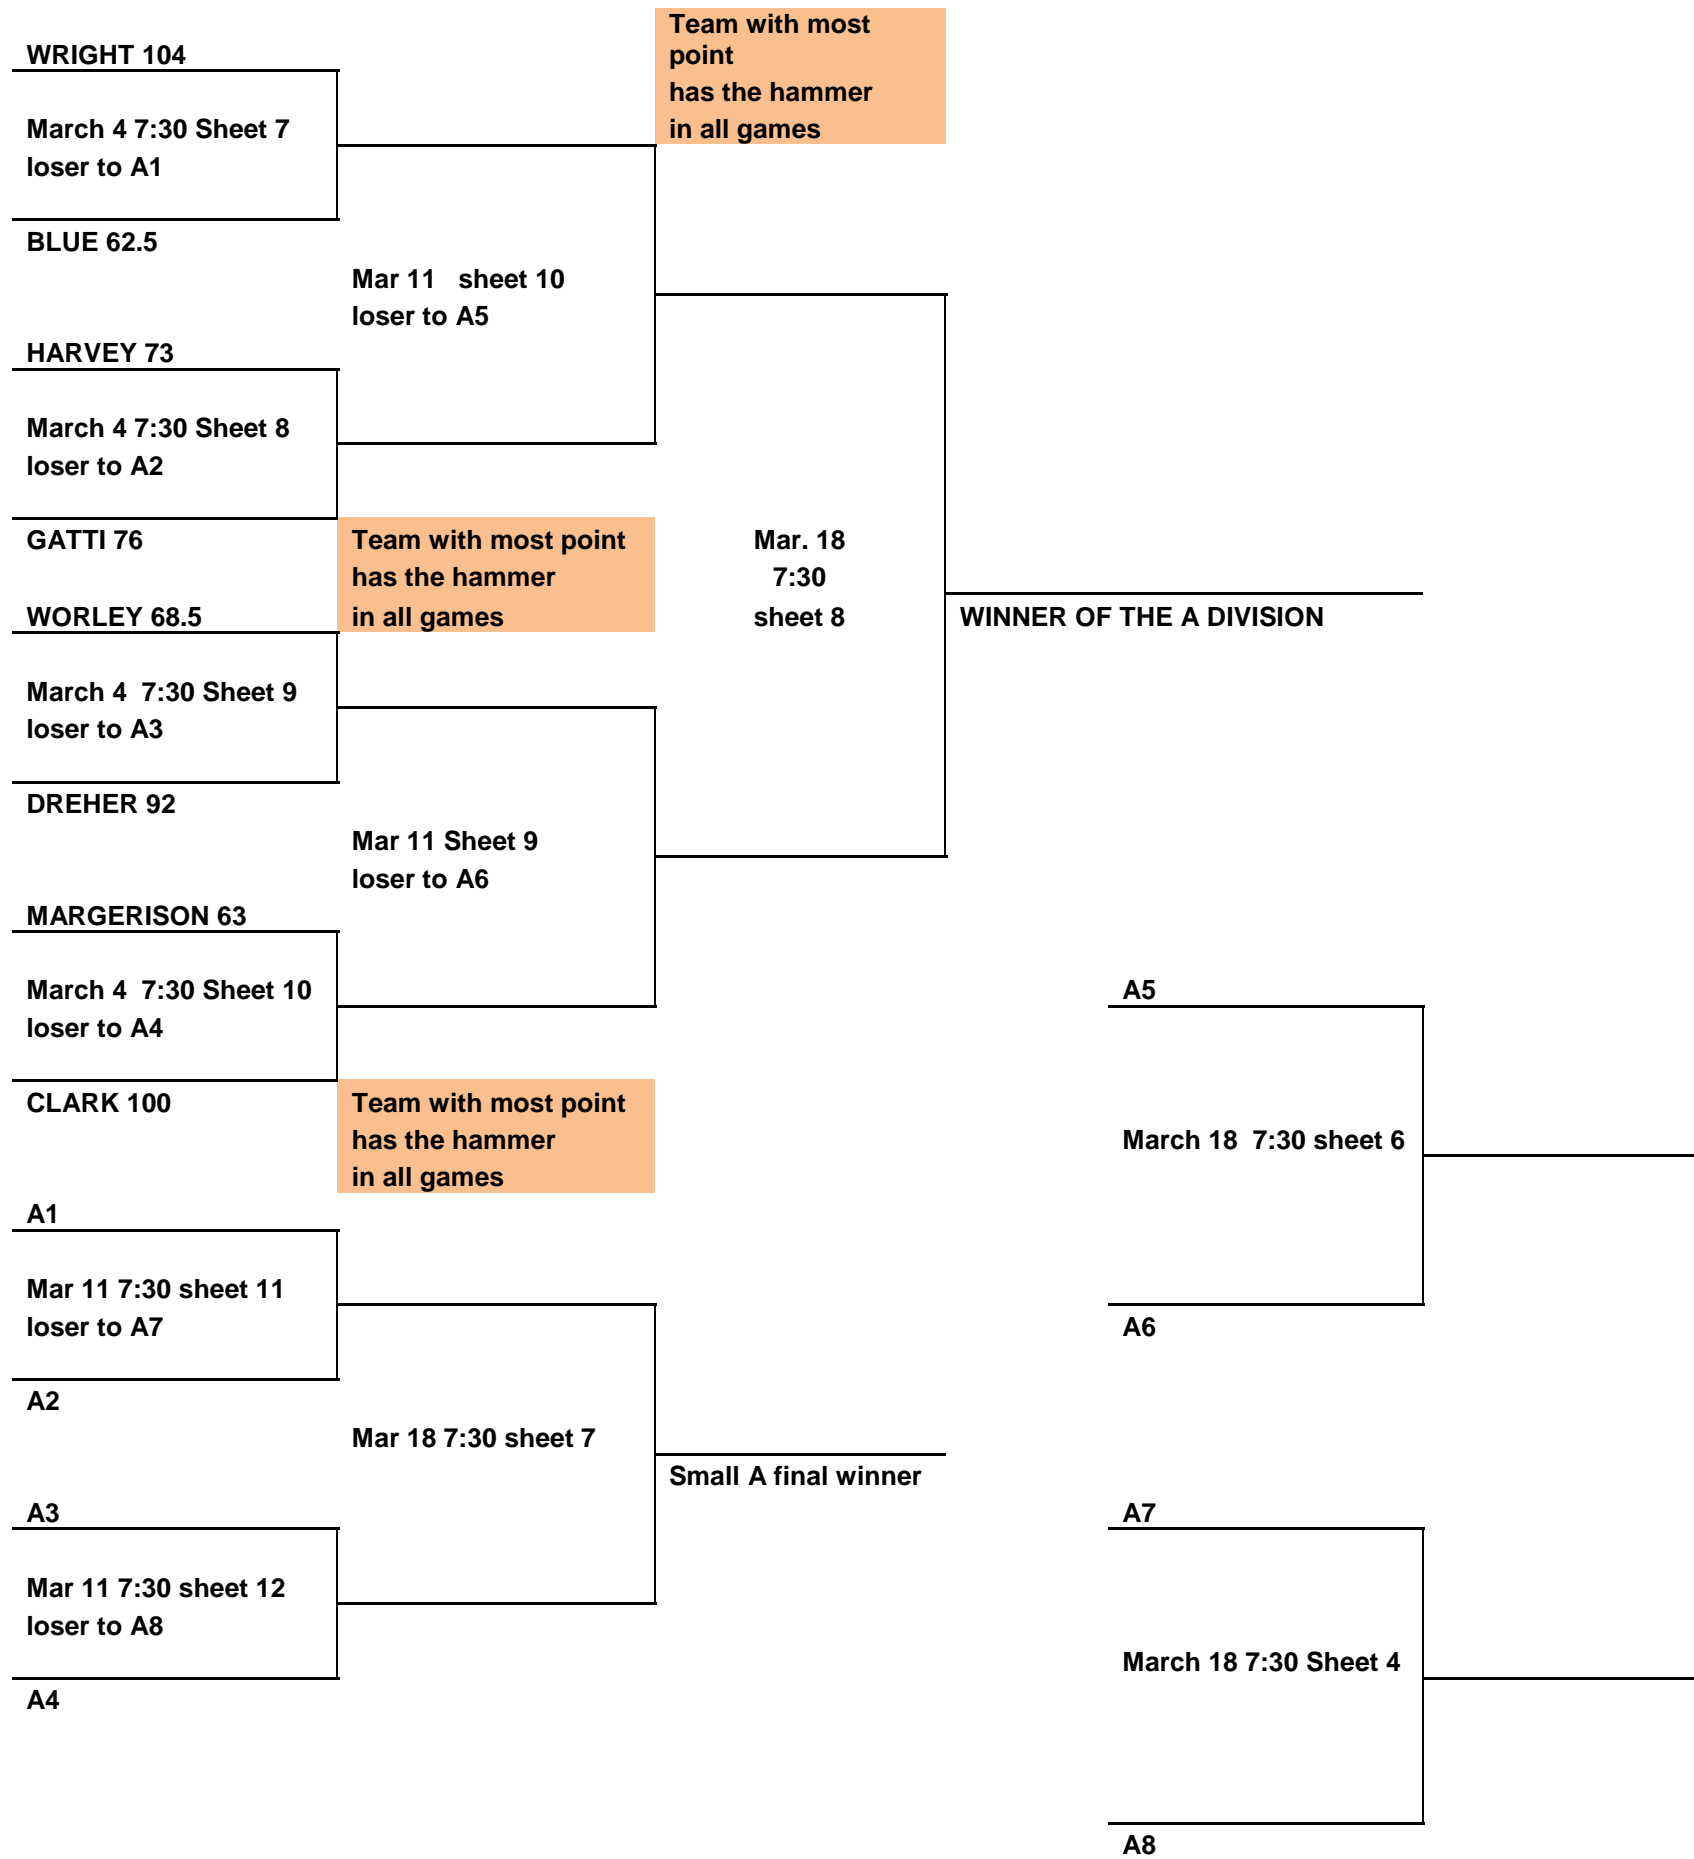 WRIGHT 104
Team with most
point
has the hammer
in all games
March 4 7:30 Sheet 7
loser to A1
BLUE 62.5
Mar 11   sheet 10
loser to A5
HARVEY 73
March 4 7:30 Sheet 8
loser to A2
GATTI 76
Team with most point
has the hammer
in all games
Mar. 18
7:30
sheet 8
WORLEY 68.5
WINNER OF THE A DIVISION
March 4  7:30 Sheet 9
loser to A3
DREHER 92
Mar 11 Sheet 9
loser to A6
MARGERISON 63
March 4  7:30 Sheet 10
loser to A4
A5
CLARK 100
Team with most point
has the hammer
in all games
March 18  7:30 sheet 6
A1
Mar 11 7:30 sheet 11
loser to A7
A6
A2
Mar 18 7:30 sheet 7
Small A final winner
A3
A7
Mar 11 7:30 sheet 12
loser to A8
March 18 7:30 Sheet 4
A4
A8